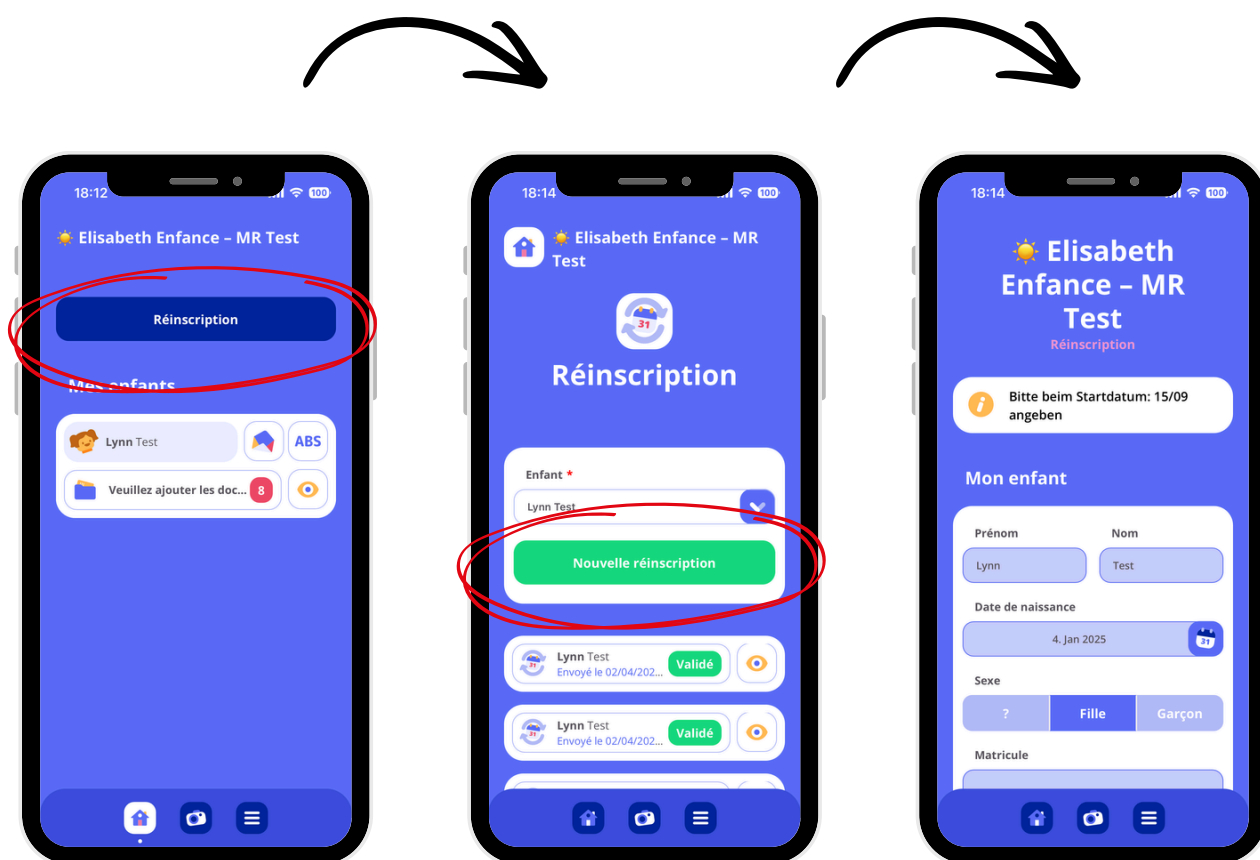 18:12
100
☀️ Elisabeth Enfance – MR Test
Réinscription
Mes enfants
Lynn Test
ABS
Veuillez ajouter les doc...
8
18:14
100
☀️ Elisabeth Enfance – MR
Test
31
Réinscription
Enfant *
Lynn Test
Nouvelle réinscription
Lynn Test
Envoyé le 02/04/202...
Validé
Lynn Test
Envoyé le 02/04/202...
Validé
18:14
100
☀️ Elisabeth
Enfance – MR
Test
Réinscription
Bitte beim Startdatum: 15/09
angeben
Mon enfant
Prénom
Nom
Lynn
Test
Date de naissance
4. Jan 2025
31
Sexe
?
Fille
Garçon
Matricule